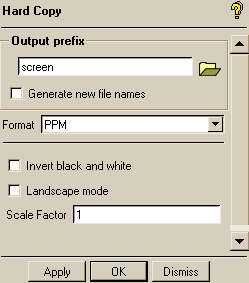 Hard Copy
Output prefix
screen
Generate new file names
Format PPM
Invert black and white
Landscape mode
Scale Factor 1
Apply OK Dismiss